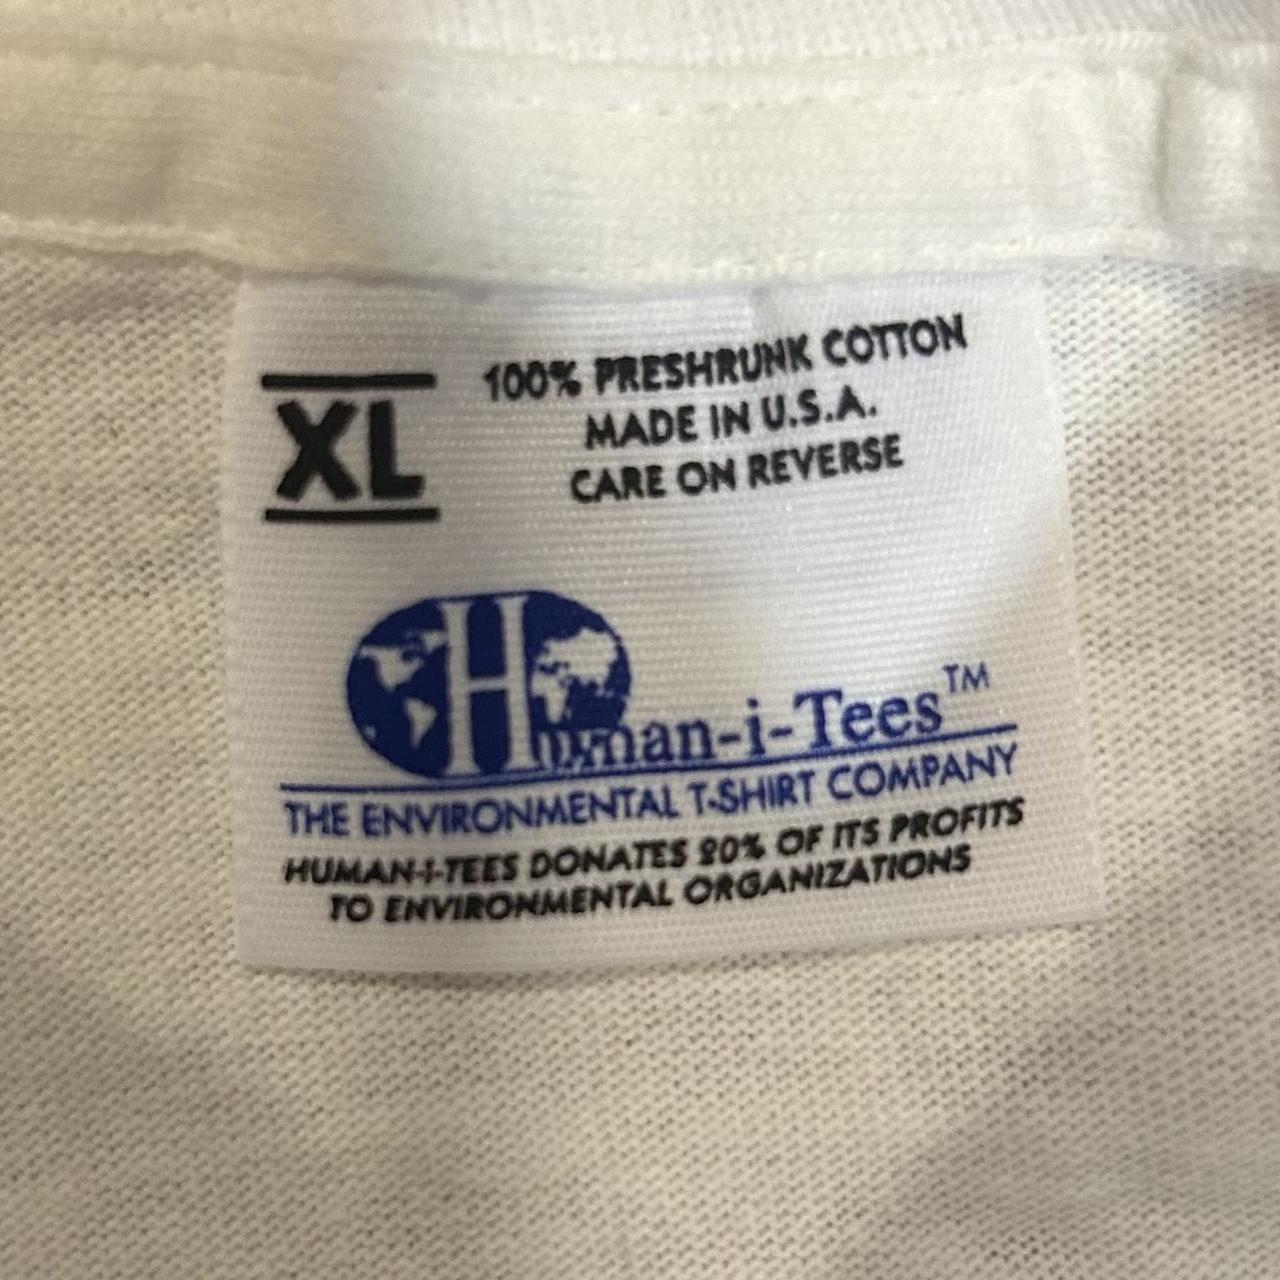 XL
100% PRESHRUNK COTTON
MADE IN U.S.A.
CARE ON REVERSE
Human-i-Tees™
THE ENVIRONMENTAL T-SHIRT COMPANY
HUMAN-I-TEES DONATES 20% OF ITS PROFITS
TO ENVIRONMENTAL ORGANIZATIONS